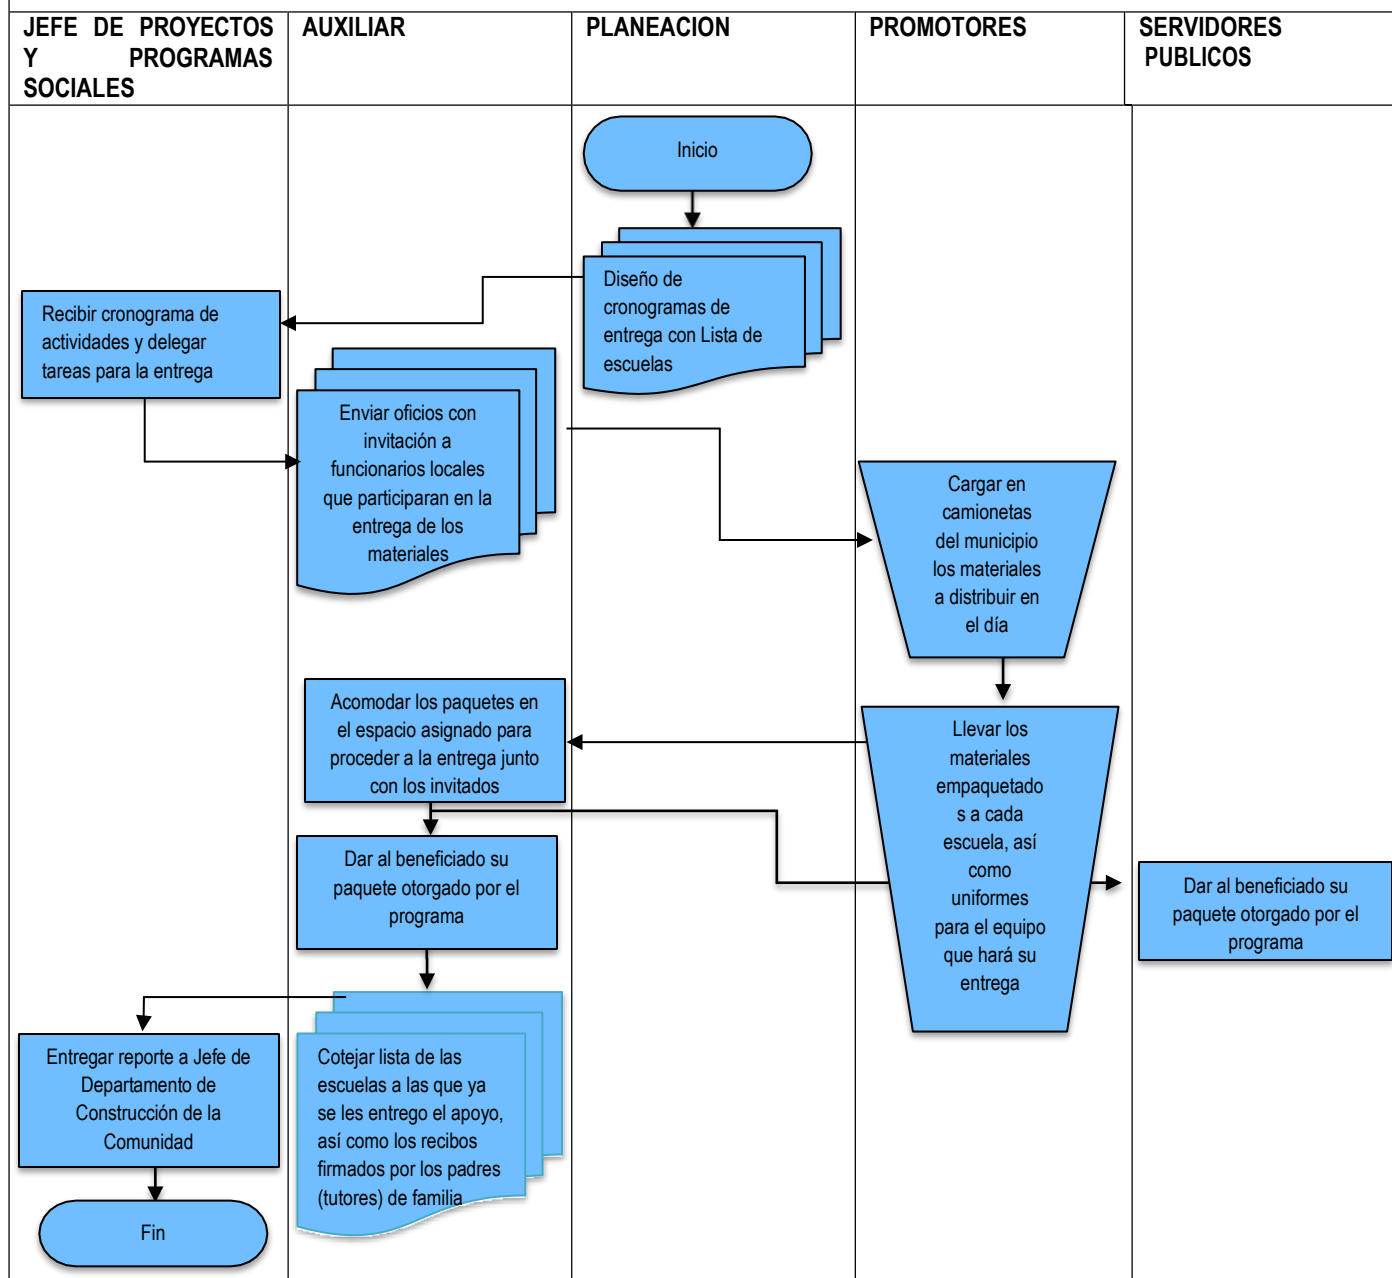 JEFE DE PROYECTOS
Y PROGRAMAS
SOCIALES
AUXILIAR
PLANEACION
PROMOTORES
SERVIDORES
PUBLICOS
Inicio
Diseño de
cronogramas de
entrega con Lista de
escuelas
Recibir cronograma de
actividades y delegar
tareas para la entrega
Enviar oficios con
invitación a
funcionarios locales
que participaran en la
entrega de los
materiales
Cargar en
camionetas
del municipio
los materiales
a distribuir en
el día
Llevar los
materiales
empaquetado
s a cada
escuela, así
como
uniformes
para el equipo
que hará su
entrega
Acomodar los paquetes en
el espacio asignado para
proceder a la entrega junto
con los invitados
Dar al beneficiado su
paquete otorgado por el
programa
Dar al beneficiado su
paquete otorgado por el
programa
Cotejar lista de las
escuelas a las que ya
se les entrego el apoyo,
así como los recibos
firmados por los padres
(tutores) de familia
Entregar reporte a Jefe de
Departamento de
Construcción de la
Comunidad
Fin